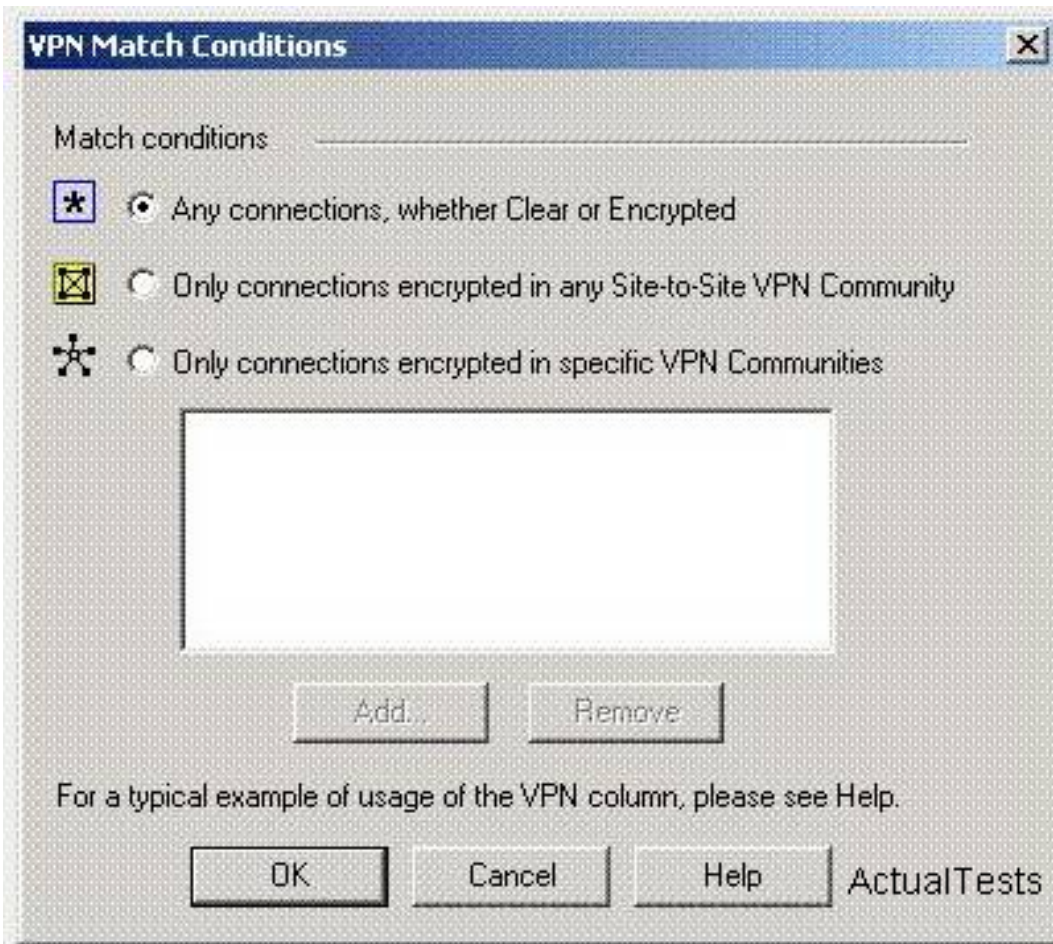 VPN Match Conditions
Match conditions
Any connections, whether Clear or Encrypted
Only connections encrypted in any Site-to-Site VPN Community
Only connections encrypted in specific VPN Communities
Add... Remove
For a typical example of usage of the VPN column, please see Help.
OK Cancel Help ActualTests